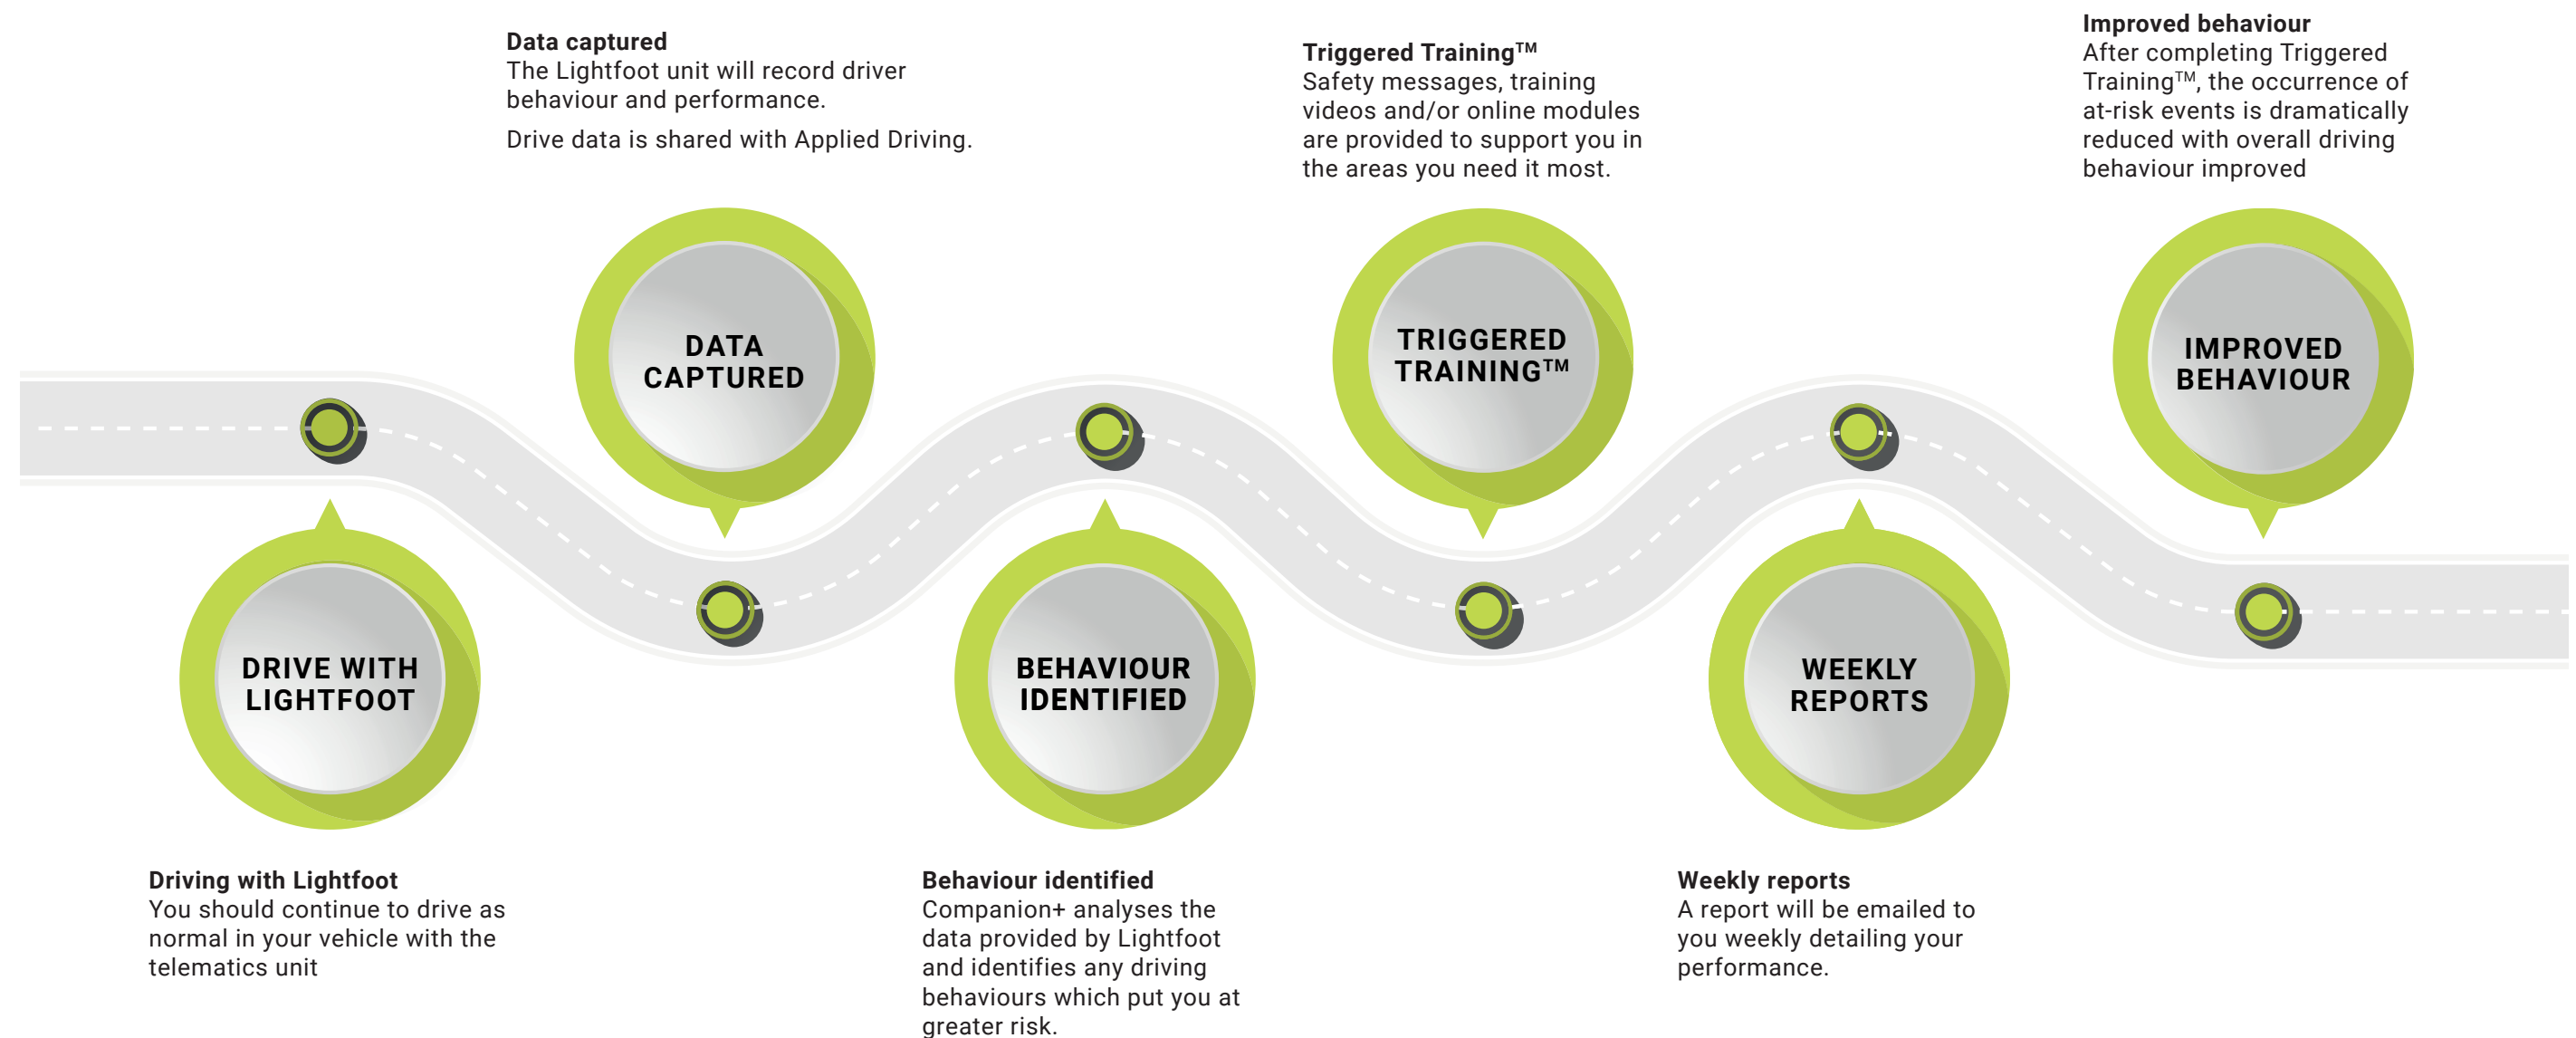 Data captured
The Lightfoot unit will record driver
behaviour and performance.
Drive data is shared with Applied Driving.
Triggered Training™
Safety messages, training
videos and/or online modules
are provided to support you in
the areas you need it most.
Improved behaviour
After completing Triggered
Training™, the occurrence of
at-risk events is dramatically
reduced with overall driving
behaviour improved
DATA
CAPTURED
TRIGGERED
TRAINING™
IMPROVED
BEHAVIOUR
DRIVE WITH
LIGHTFOOT
BEHAVIOUR
IDENTIFIED
WEEKLY
REPORTS
Driving with Lightfoot
You should continue to drive as
normal in your vehicle with the
telematics unit
Behaviour identified
Companion+ analyses the
data provided by Lightfoot
and identifies any driving
behaviours which put you at
greater risk.
Weekly reports
A report will be emailed to
you weekly detailing your
performance.